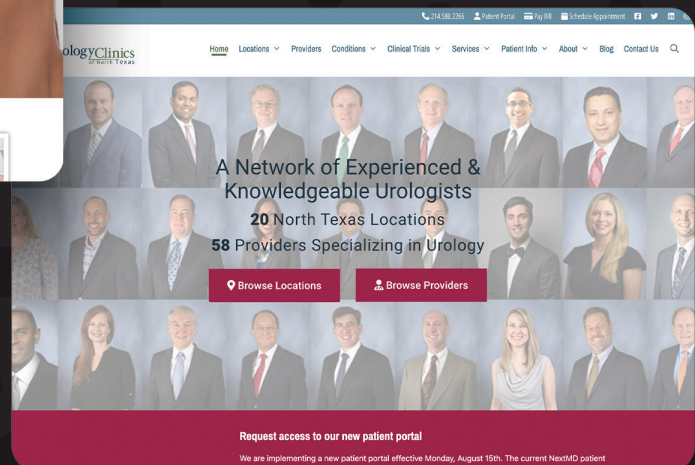 214.580.2266 Patient Portal Pay Bill Schedule Appointment
ologyClinics
of North Texas
Home Locations Providers Conditions Clinical Trials Services Patient Info About Blog Contact Us
A Network of Experienced &
Knowledgeable Urologists
20 North Texas Locations
58 Providers Specializing in Urology
Browse Locations Browse Providers
Request access to our new patient portal
We are implementing a new patient portal effective Monday, August 15th. The current NextMD patient